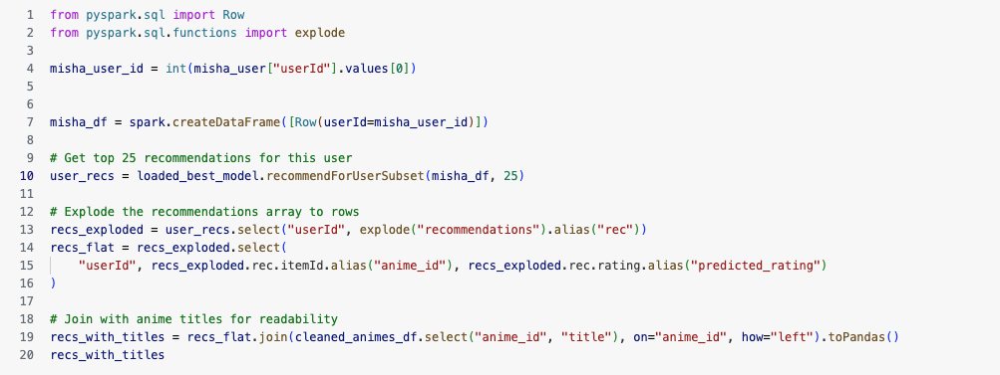 1 from pyspark.sql import Row
2 from pyspark.sql.functions import explode
3
4 misha_user_id = int(misha_user["userId"].values[0])
5
6
7 misha_df = spark.createDataFrame([Row(userId=misha_user_id)])
8
9 # Get top 25 recommendations for this user
10 user_recs = loaded_best_model.recommendForUserSubset(misha_df, 25)
11
12 # Explode the recommendations array to rows
13 recs_exploded = user_recs.select("userId", explode("recommendations").alias("rec"))
14 recs_flat = recs_exploded.select(
15     "userId", recs_exploded.rec.itemId.alias("anime_id"), recs_exploded.rec.rating.alias("predicted_rating")
16 )
17
18 # Join with anime titles for readability
19 recs_with_titles = recs_flat.join(cleaned_animes_df.select("anime_id", "title"), on="anime_id", how="left").toPandas()
20 recs_with_titles